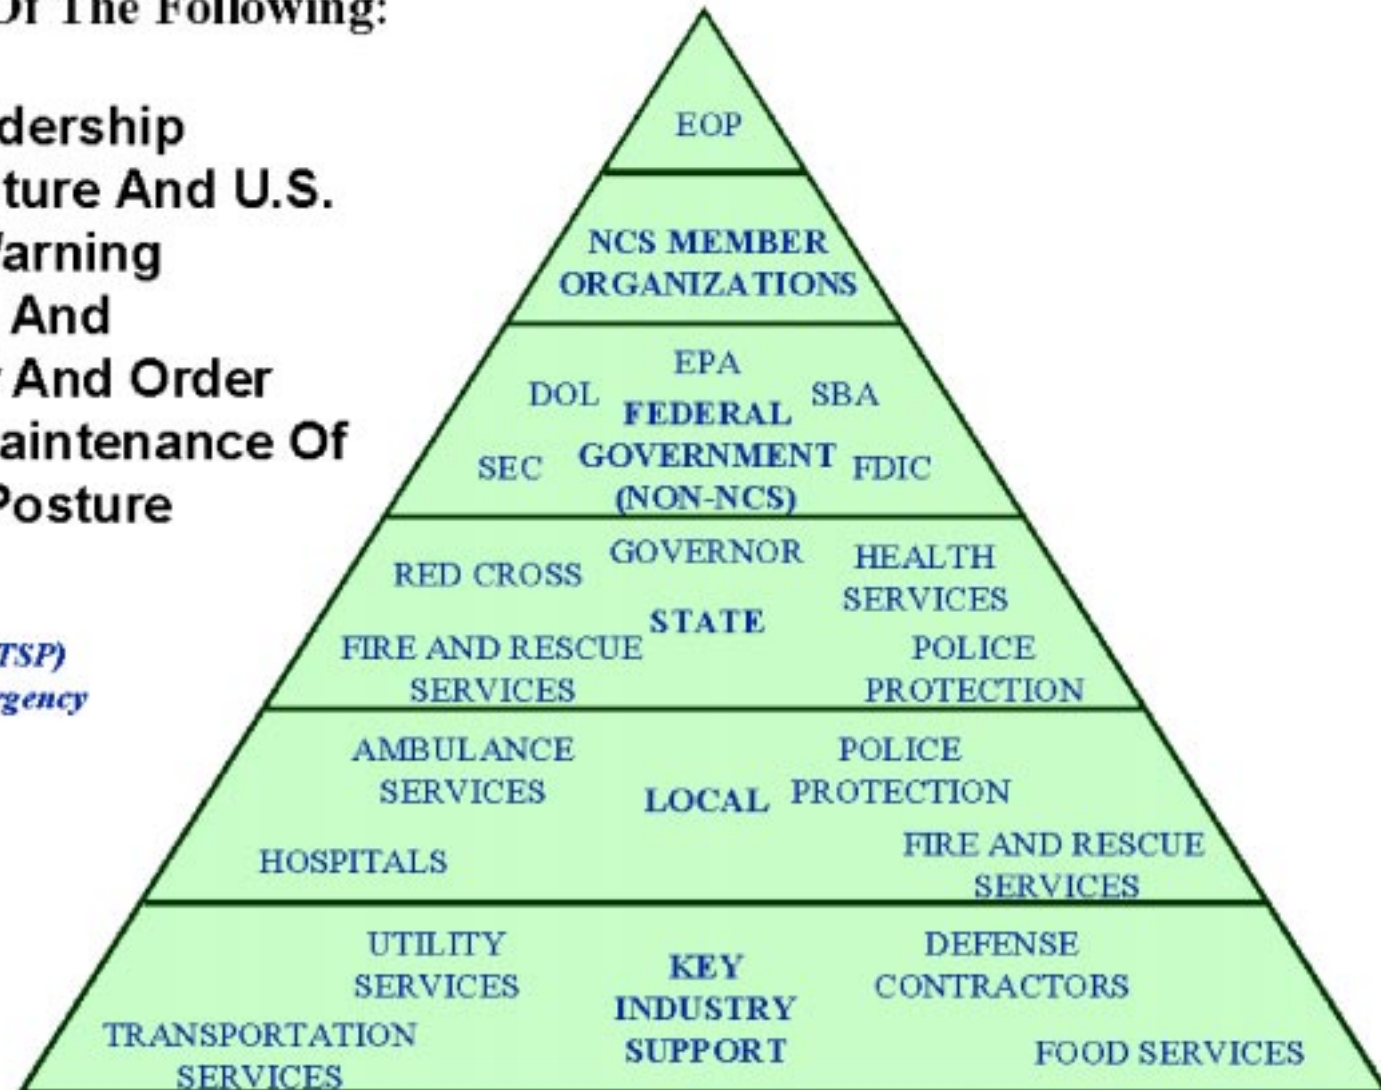 Of The Following:
dership
ture And U.S.
arning
And
And Order
aintenance Of
Posture
TSP)
rgency
EOP
NCS MEMBER
ORGANIZATIONS
EPA
DOL SBA
FEDERAL
GOVERNMENT
SEC FDIC
(NON-NCS)
GOVERNOR
RED CROSS
HEALTH
SERVICES
STATE
FIRE AND RESCUE
SERVICES
POLICE
PROTECTION
AMBULANCE
SERVICES
POLICE
PROTECTION
LOCAL
HOSPITALS
FIRE AND RESCUE
SERVICES
UTILITY
SERVICES
KEY
INDUSTRY
SUPPORT
DEFENSE
CONTRACTORS
TRANSPORTATION
SERVICES
FOOD SERVICES